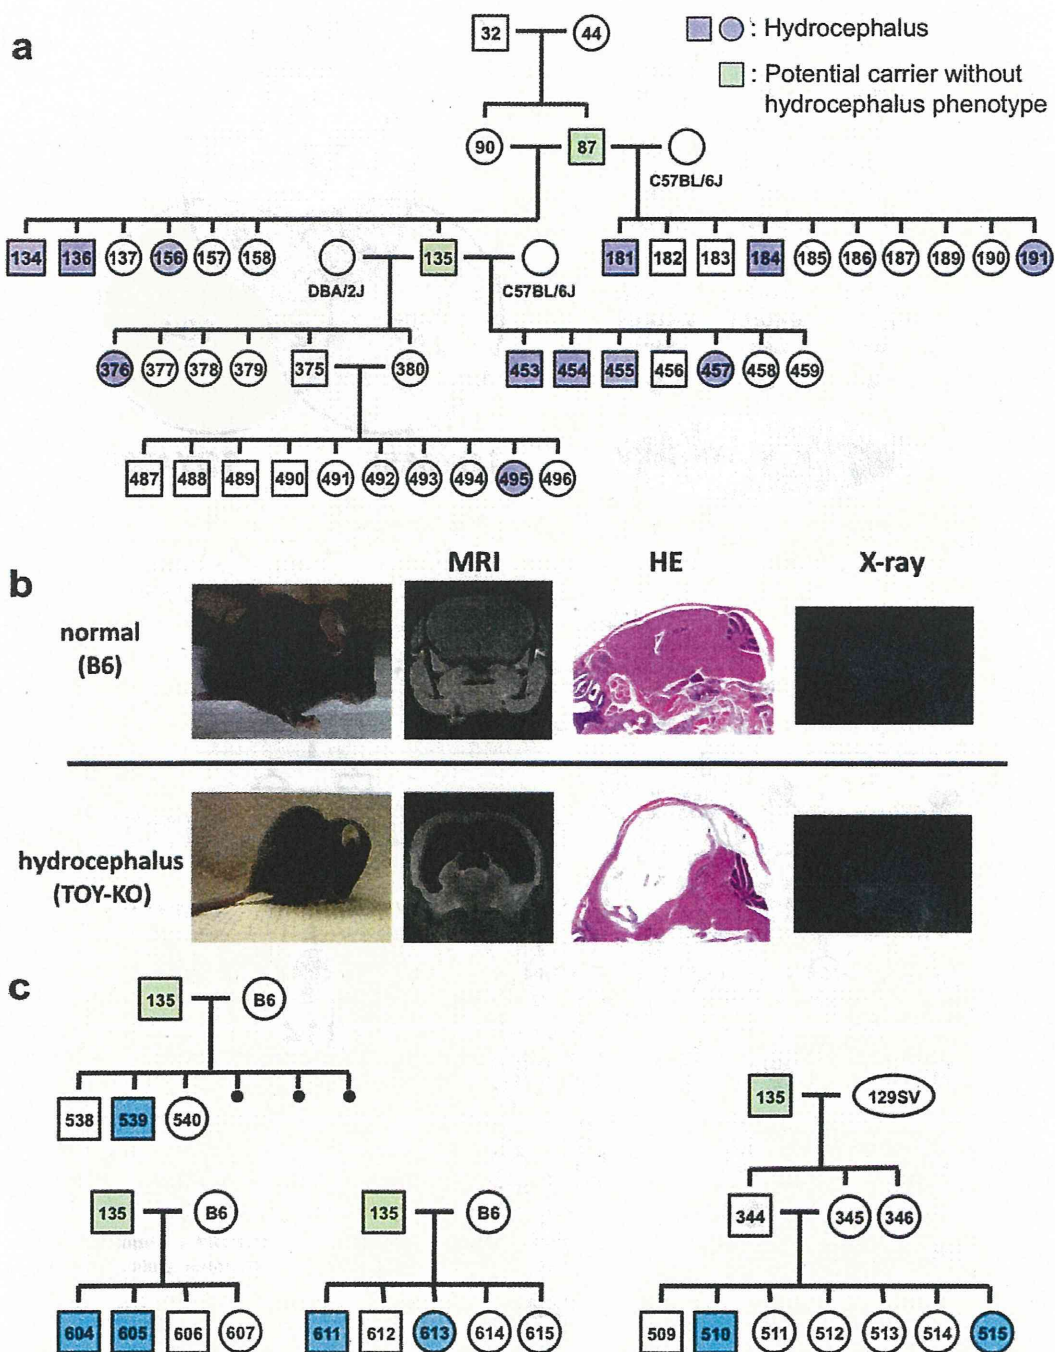 a
32 44
: Hydrocephalus
: Potential carrier without
hydrocephalus phenotype
90 87
C57BL/6J
134 136 137 156 157 158 135 181 182 183 184 185 186 187 189 190 191
DBA/2J C57BL/6J
376 377 378 379 375 380 453 454 455 456 457 458 459
487 488 489 490 491 492 493 494 495 496
b
MRI HE X-ray
normal
(B6)
hydrocephalus
(TOY-KO)
c
135 B6
538 539 540
135 129SV
135 B6 135 B6 344 345 346
604 605 606 607 611 612 613 614 615 509 510 511 512 513 514 515